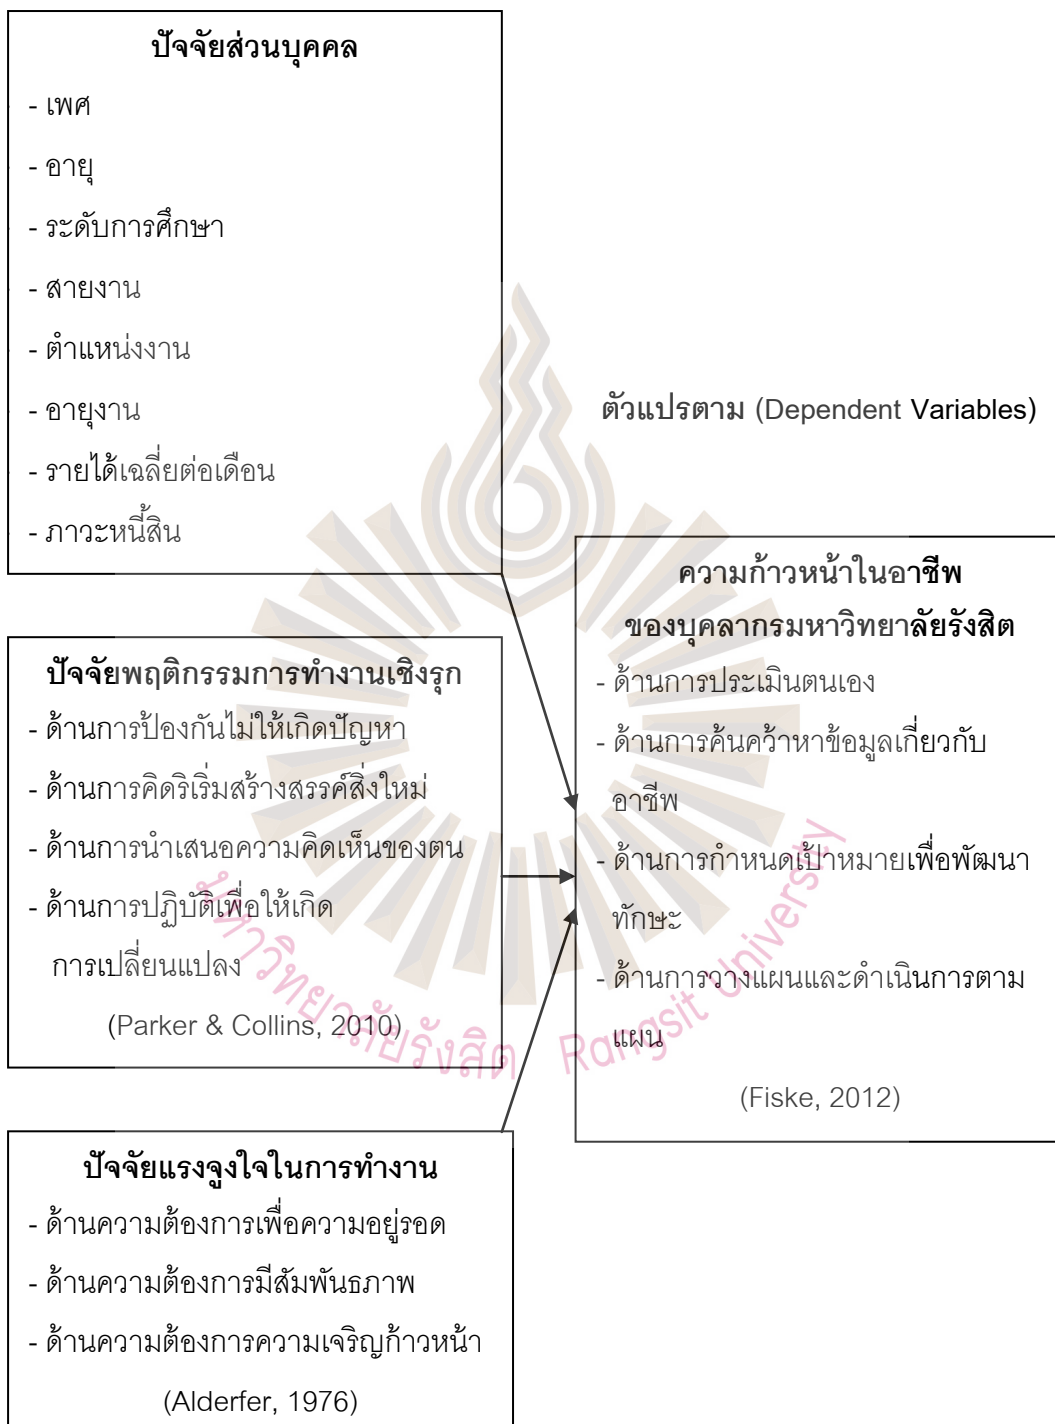 ปัจจัยส่วนบุคคล
- เพศ
- อายุ
- ระดับการศึกษา
- สายงาน
- ตำแหน่งงาน
- อายุงาน
- รายได้เฉลี่ยต่อเดือน
- ภาวะหนี้สิน
ปัจจัยพฤติกรรมการทำงานเชิงรุก
- ด้านการป้องกันไม่ให้เกิดปัญหา
- ด้านการคิดริเริ่มสร้างสรรค์สิ่งใหม่
- ด้านการนำเสนอความคิดเห็นของตน
- ด้านการปฏิบัติเพื่อให้เกิด
การเปลี่ยนแปลง
(Parker & Collins, 2010)
ปัจจัยแรงจูงใจในการทำงาน
- ด้านความต้องการเพื่อความอยู่รอด
- ด้านความต้องการมีสัมพันธภาพ
- ด้านความต้องการความเจริญก้าวหน้า
(Alderfer, 1976)
ตัวแปรตาม (Dependent Variables)
ความก้าวหน้าในอาชีพ
ของบุคลากรมหาวิทยาลัยรังสิต
- ด้านการประเมินตนเอง
- ด้านการค้นคว้าหาข้อมูลเกี่ยวกับ
อาชีพ
- ด้านการกำหนดเป้าหมายเพื่อพัฒนา
ทักษะ
- ด้านการวางแผนและดำเนินการตาม
แผน
(Fiske, 2012)
มหาวิทยาลัยรังสิต Rangsit University